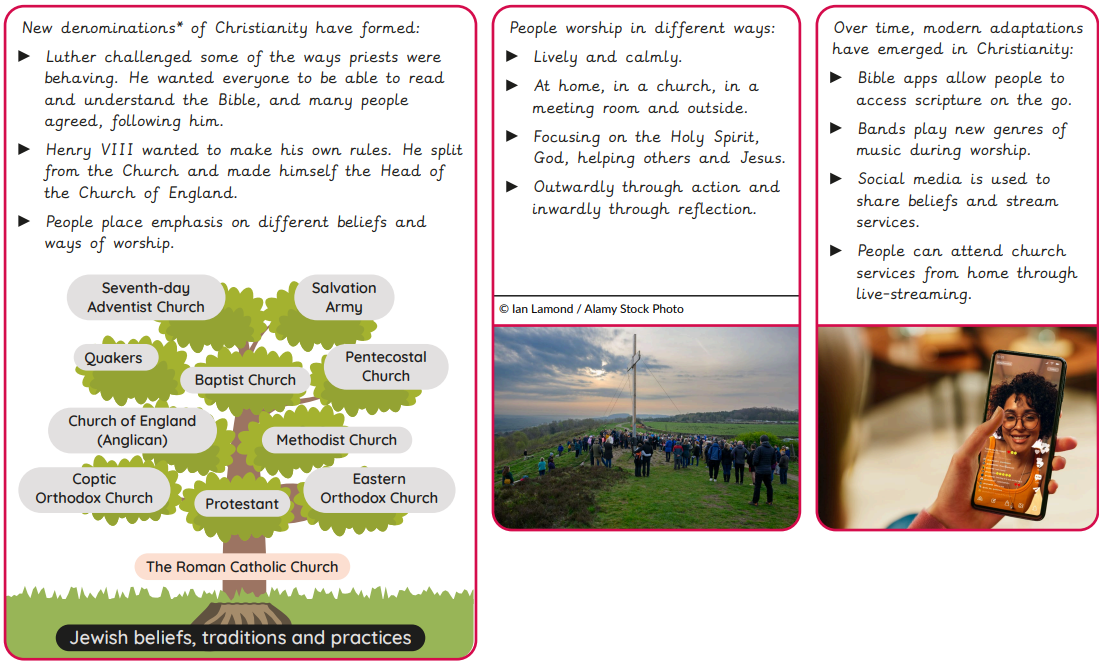 New denominations* of Christianity have formed:
► Luther challenged some of the ways priests were
behaving. He wanted everyone to be able to read
and understand the Bible, and many people
agreed, following him.
► Henry VIII wanted to make his own rules. He split
from the Church and made himself the Head of
the Church of England.
► People place emphasis on different beliefs and
ways of worship.
Seventh-day
Adventist Church
Salvation
Army
Quakers
Baptist Church
Pentecostal
Church
Church of England
(Anglican)
Methodist Church
Coptic
Orthodox Church
Protestant
Eastern
Orthodox Church
The Roman Catholic Church
Jewish beliefs, traditions and practices
People worship in different ways:
► Lively and calmly.
► At home, in a church, in a
meeting room and outside.
► Focusing on the Holy Spirit,
God, helping others and Jesus.
► Outwardly through action and
inwardly through reflection.
© Ian Lamond / Alamy Stock Photo
Over time, modern adaptations
have emerged in Christianity:
► Bible apps allow people to
access scripture on the go.
► Bands play new genres of
music during worship.
► Social media is used to
share beliefs and stream
services.
► People can attend church
services from home through
live-streaming.